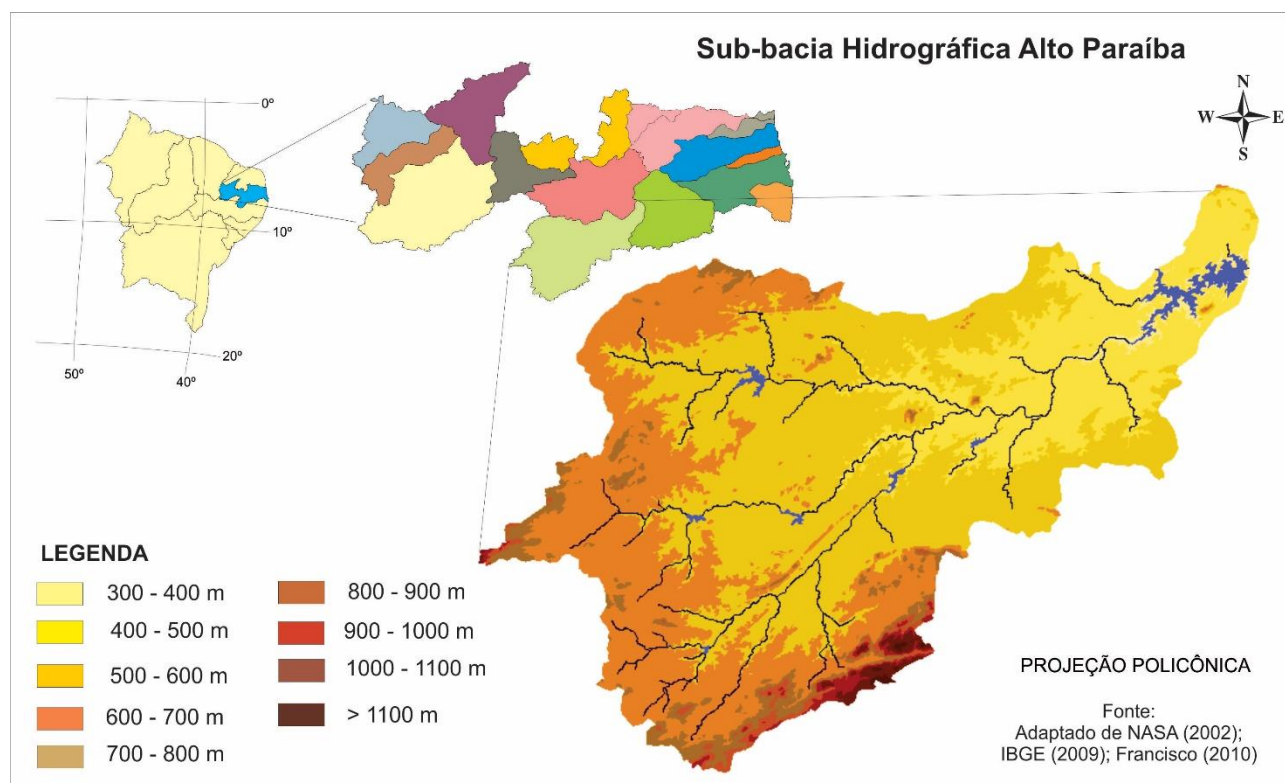 Sub-bacia Hidrográfica Alto Paraíba
N
W E
S
0º
10º
20º
50º
40º
LEGENDA
300 - 400 m
400 - 500 m
500 - 600 m
600 - 700 m
700 - 800 m
800 - 900 m
900 - 1000 m
1000 - 1100 m
> 1100 m
PROJEÇÃO POLICÔNICA
Fonte:
Adaptado de NASA (2002);
IBGE (2009); Francisco (2010)